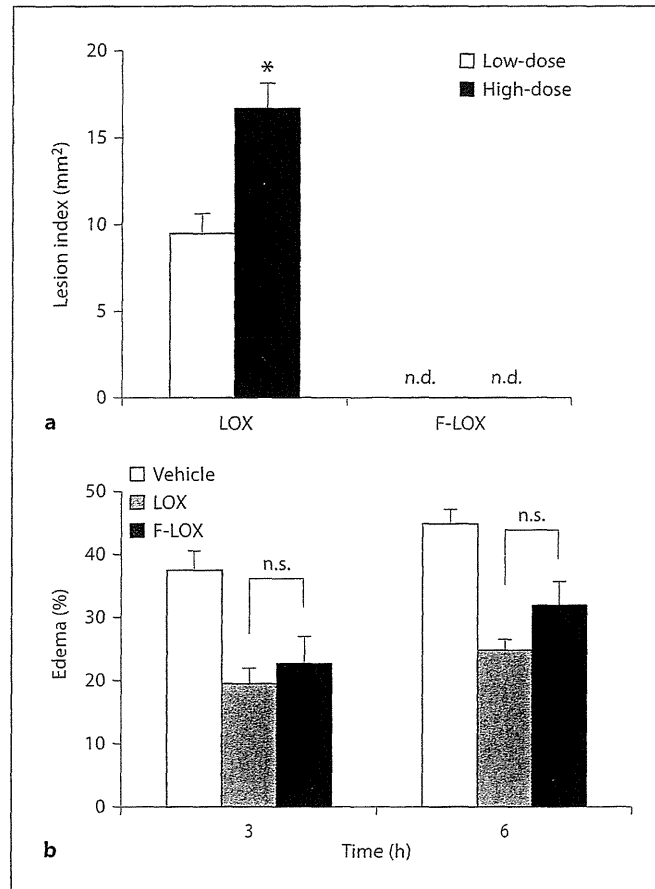 Lesion index (mm²)
20
15
10
5
0
*
Low-dose
High-dose
n.d.
n.d.
LOX
F-LOX
a
Vehicle
LOX
F-LOX
Edema (%)
50
40
30
20
10
0
n.s.
n.s.
3
6
Time (h)
b